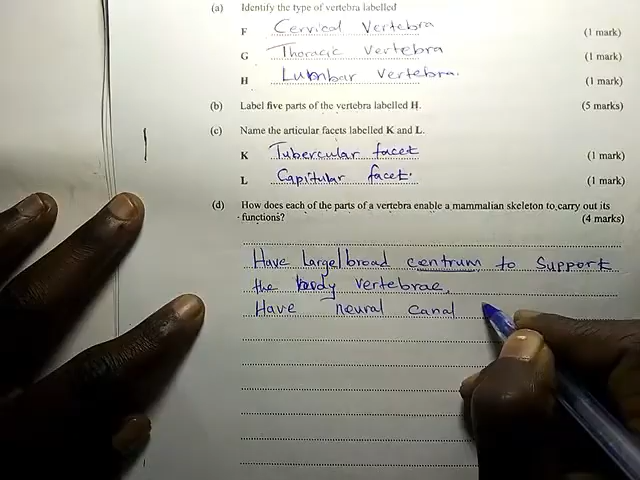 (a) Identify the type of vertebra labelled
F Cervical Vertebra (1 mark)
G Thoracic Vertebra (1 mark)
H Lumbar Vertebra. (1 mark)
(b) Label five parts of the vertebra labelled H. (5 marks)
(c) Name the articular facets labelled K and L.
K Tubercular facet (1 mark)
L Capitular facet. (1 mark)
(d) How does each of the parts of a vertebra enable a mammalian skeleton to carry out its
functions? (4 marks)
Have Large/broad centrum to Support
the body vertebrae.
Have neural canal